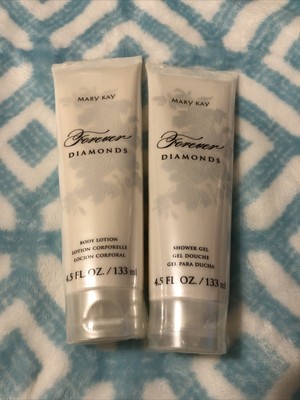 MARY KAY
Forever
DIAMONDS
BODY LOTION
LOTION CORPORELLE
LOCIÓN CORPORAL
4.5 FL. OZ. / 133 ml
MARY KAY
Forever
DIAMONDS
SHOWER GEL
GEL DOUCHE
GEL PARA DUCHA
4.5 FL. OZ. / 133 ml